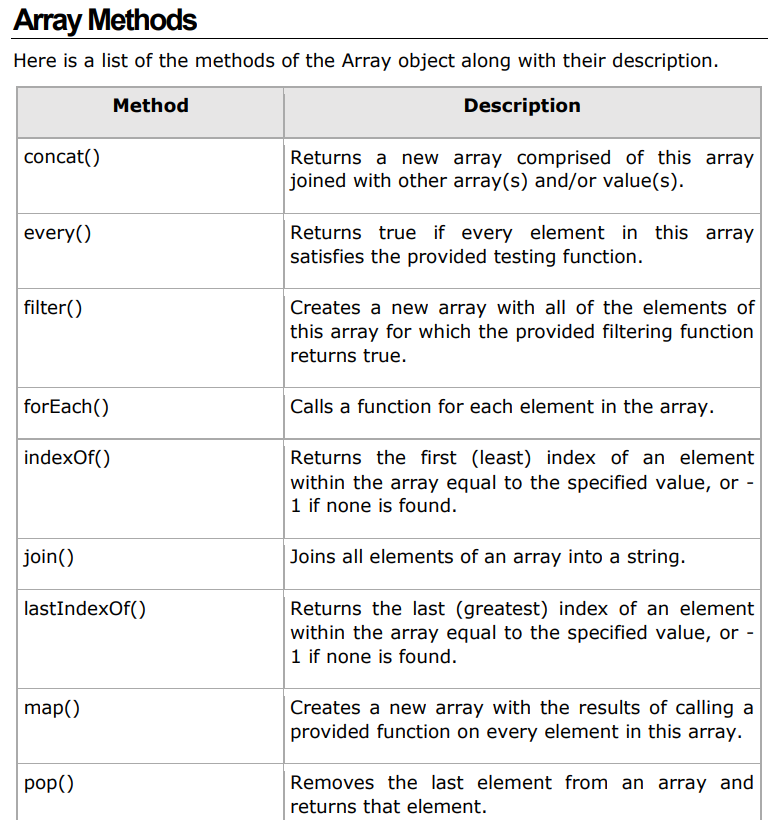 Array Methods
Here is a list of the methods of the Array object along with their description.
Method Description
concat() Returns a new array comprised of this array
joined with other array(s) and/or value(s).
every() Returns true if every element in this array
satisfies the provided testing function.
filter() Creates a new array with all of the elements of
this array for which the provided filtering function
returns true.
forEach() Calls a function for each element in the array.
indexOf() Returns the first (least) index of an element
within the array equal to the specified value, or -
1 if none is found.
join() Joins all elements of an array into a string.
lastIndexOf() Returns the last (greatest) index of an element
within the array equal to the specified value, or -
1 if none is found.
map() Creates a new array with the results of calling a
provided function on every element in this array.
pop() Removes the last element from an array and
returns that element.